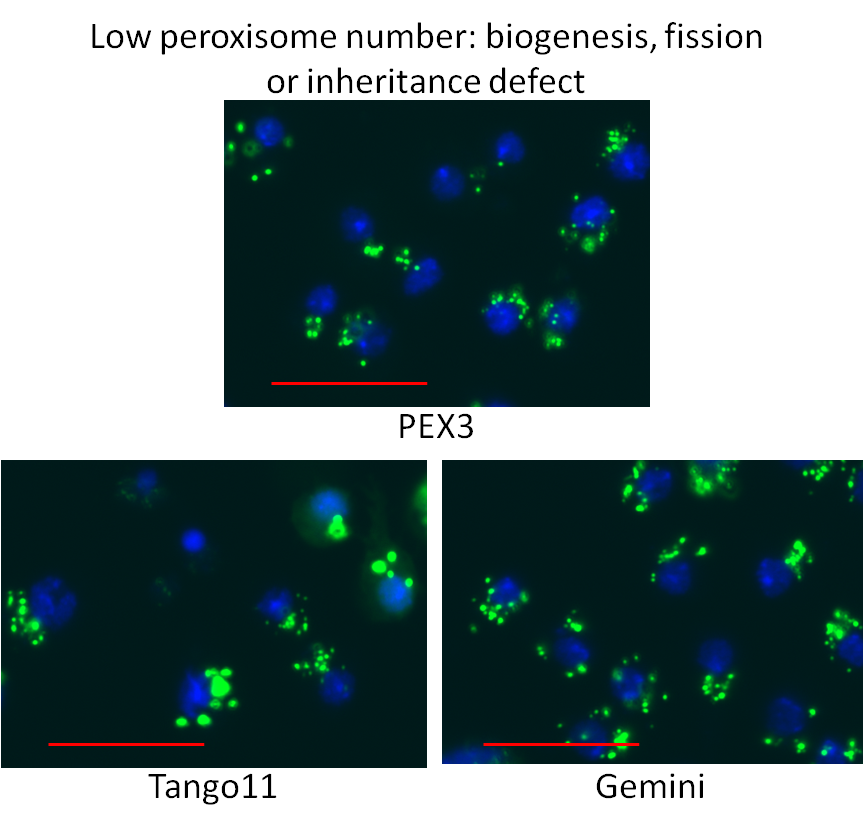 Low peroxisome number: biogenesis, fission
or inheritance defect
PEX3
Tango11
Gemini